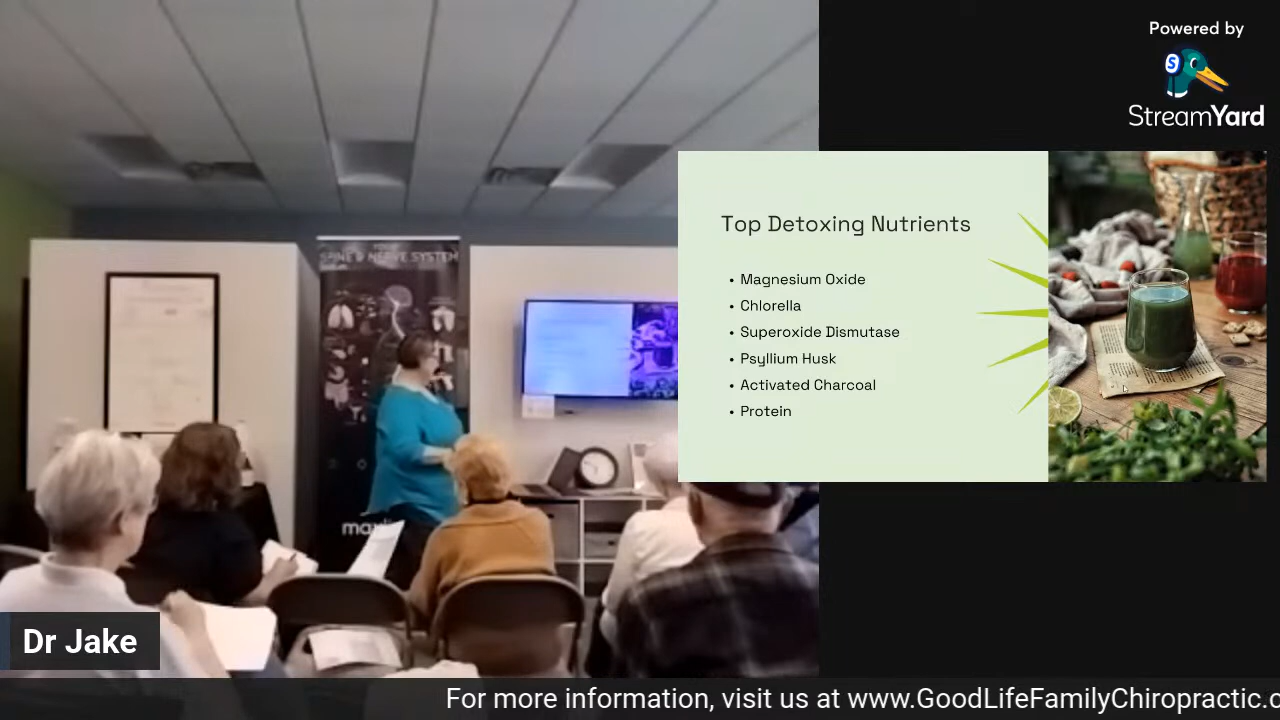 Powered by
StreamYard
SPINE & NERVE SYSTEM
Top Detoxing Nutrients
• Magnesium Oxide
• Chlorella
• Superoxide Dismutase
• Psyllium Husk
• Activated Charcoal
• Protein
Dr Jake
For more information, visit us at www.GoodLifeFamilyChiropractic.c